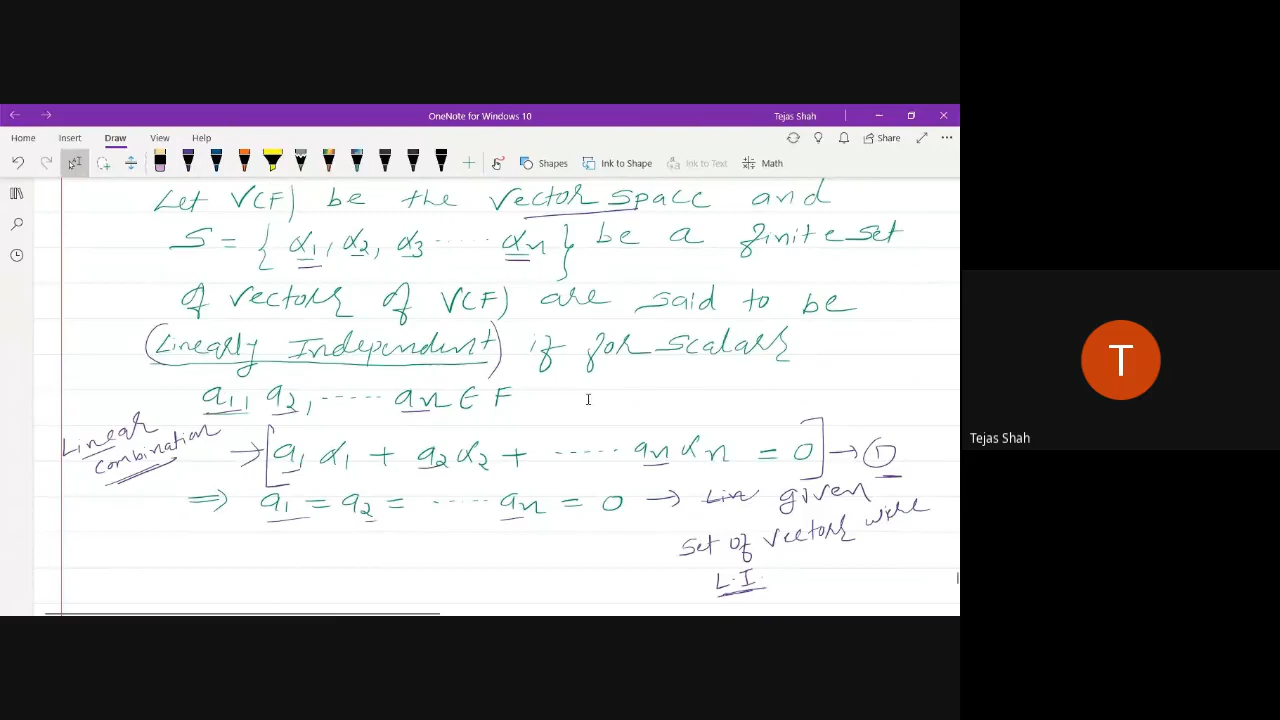 OneNote for Windows 10
Tejas Shah
Home Insert Draw View Help
Share
Shapes Ink to Shape Ink to Text Math
Let V(F) be the vector space and
S = { α1, α2, α3 ...... αn } be a finite set
of vectors of V(F) are said to be
(Linearly Independent) if for scalars
a1, a2, ...... an ∈ F
Linear
combination
→ [ a1 α1 + a2 α2 + ...... an αn = 0 ] → ①
⇒ a1 = a2 = ...... an = 0 → given
set of vectors were
L.I.
T
Tejas Shah